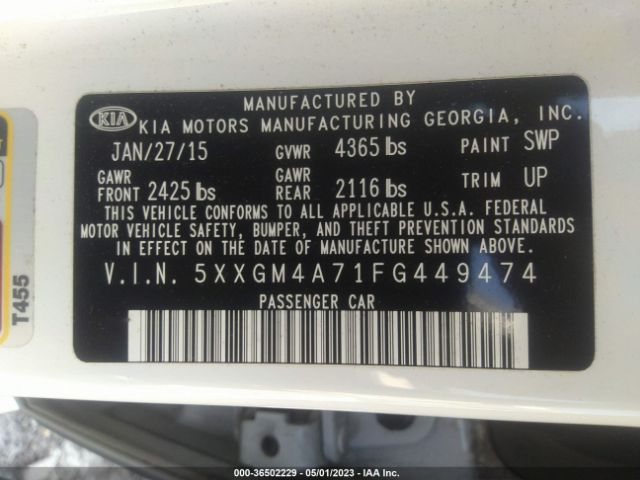 MANUFACTURED BY
KIA KIA MOTORS MANUFACTURING GEORGIA, INC.
JAN/27/15 GVWR 4365 lbs PAINT SWP
GAWR FRONT 2425 lbs GAWR REAR 2116 lbs TRIM UP
THIS VEHICLE CONFORMS TO ALL APPLICABLE U.S.A. FEDERAL
MOTOR VEHICLE SAFETY, BUMPER, AND THEFT PREVENTION STANDARDS
IN EFFECT ON THE DATE OF MANUFACTURE SHOWN ABOVE.
V.I.N. 5XXGM4A71FG449474
PASSENGER CAR
T455
000-36502229 - 05/01/2023 - IAA Inc.